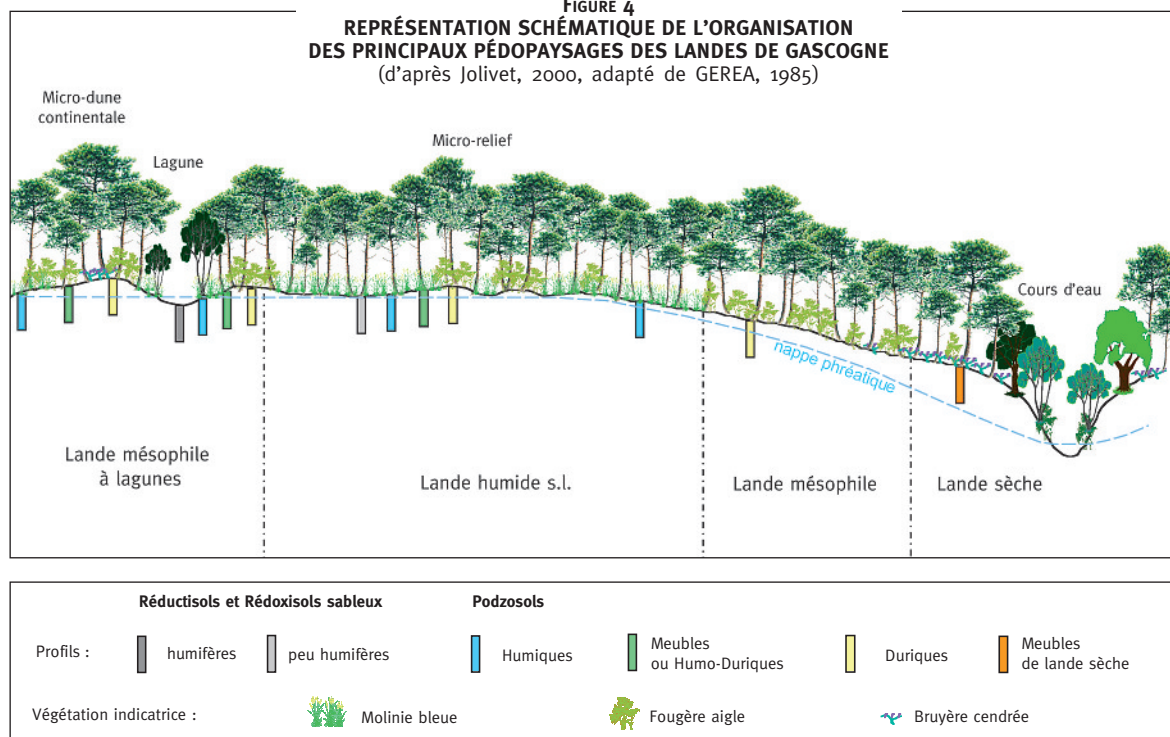 FIGURE 4
REPRÉSENTATION SCHÉMATIQUE DE L'ORGANISATION
DES PRINCIPAUX PÉDOPAYSAGES DES LANDES DE GASCOGNE
(d'après Jolivet, 2000, adapté de GEREA, 1985)
Micro-dune
continentale
Lagune
Micro-relief
Cours d'eau
nappe phréatique
Lande mésophile
à lagunes
Lande humide s.l.
Lande mésophile
Lande sèche
Réductisols et Rédoxisols sableux
Podzosols
Profils :
humifères
peu humifères
Humiques
Meubles
ou Humo-Duriques
Duriques
Meubles
de lande sèche
Végétation indicatrice :
Molinie bleue
Fougère aigle
Bruyère cendrée